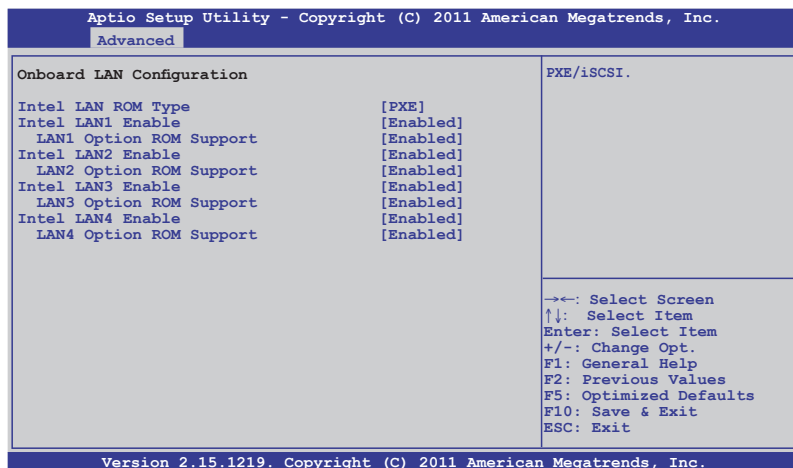 Aptio Setup Utility - Copyright (C) 2011 American Megatrends, Inc.
Advanced
Onboard LAN Configuration
Intel LAN ROM Type [PXE]
Intel LAN1 Enable [Enabled]
LAN1 Option ROM Support [Enabled]
Intel LAN2 Enable [Enabled]
LAN2 Option ROM Support [Enabled]
Intel LAN3 Enable [Enabled]
LAN3 Option ROM Support [Enabled]
Intel LAN4 Enable [Enabled]
LAN4 Option ROM Support [Enabled]
PXE/iSCSI.
→←: Select Screen
↑↓: Select Item
Enter: Select Item
+/-: Change Opt.
F1: General Help
F2: Previous Values
F5: Optimized Defaults
F10: Save & Exit
ESC: Exit
Version 2.15.1219. Copyright (C) 2011 American Megatrends, Inc.